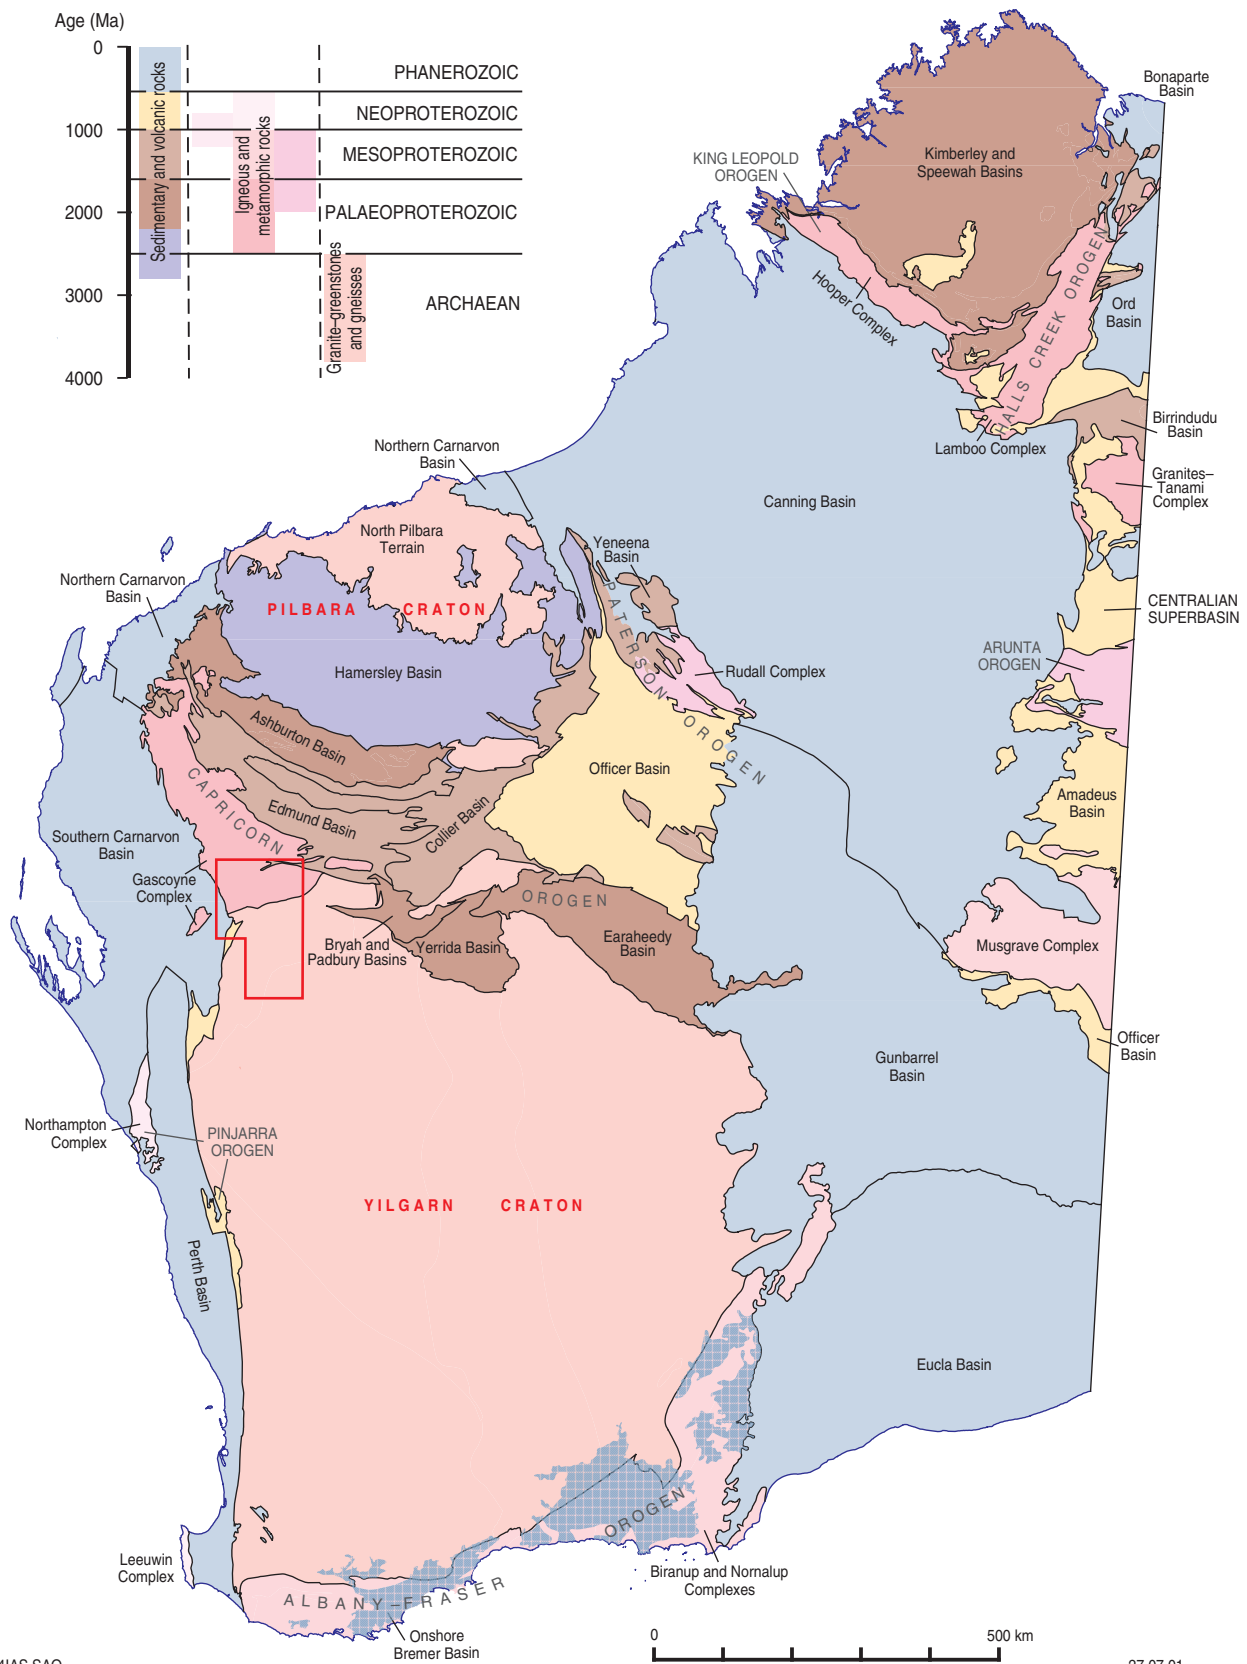 Age (Ma)
0
1000
2000
3000
4000
PHANEROZOIC
NEOPROTEROZOIC
MESOPROTEROZOIC
PALAEOPROTEROZOIC
ARCHAEAN
Sedimentary and volcanic rocks
Igneous and
metamorphic rocks
Granite–greenstones
and gneisses
Bonaparte
Basin
Kimberley and
Speewah Basins
KING LEOPOLD
OROGEN
Hooper Complex
HALLS CREEK OROGEN
Ord
Basin
Lamboo Complex
Birrindudu
Basin
Granites–
Tanami
Complex
Northern Carnarvon
Basin
Canning Basin
North Pilbara
Terrain
Yeneena
Basin
Northern Carnarvon
Basin
PILBARA CRATON
CENTRALIAN
SUPERBASIN
ARUNTA
OROGEN
Hamersley Basin
Rudall Complex
PATERSON OROGEN
Ashburton Basin
Officer Basin
Amadeus
Basin
CAPRICORN
OROGEN
Edmund Basin
Collier Basin
Southern Carnarvon
Basin
Gascoyne
Complex
Bryah and
Padbury Basins
Yerrida Basin
Earaheedy
Basin
Musgrave Complex
Officer
Basin
Gunbarrel
Basin
Northampton
Complex
PINJARRA
OROGEN
YILGARN CRATON
Perth Basin
Eucla Basin
Leeuwin
Complex
ALBANY–FRASER
OROGEN
Biranup and Nornalup
Complexes
Onshore
Bremer Basin
0
500 km